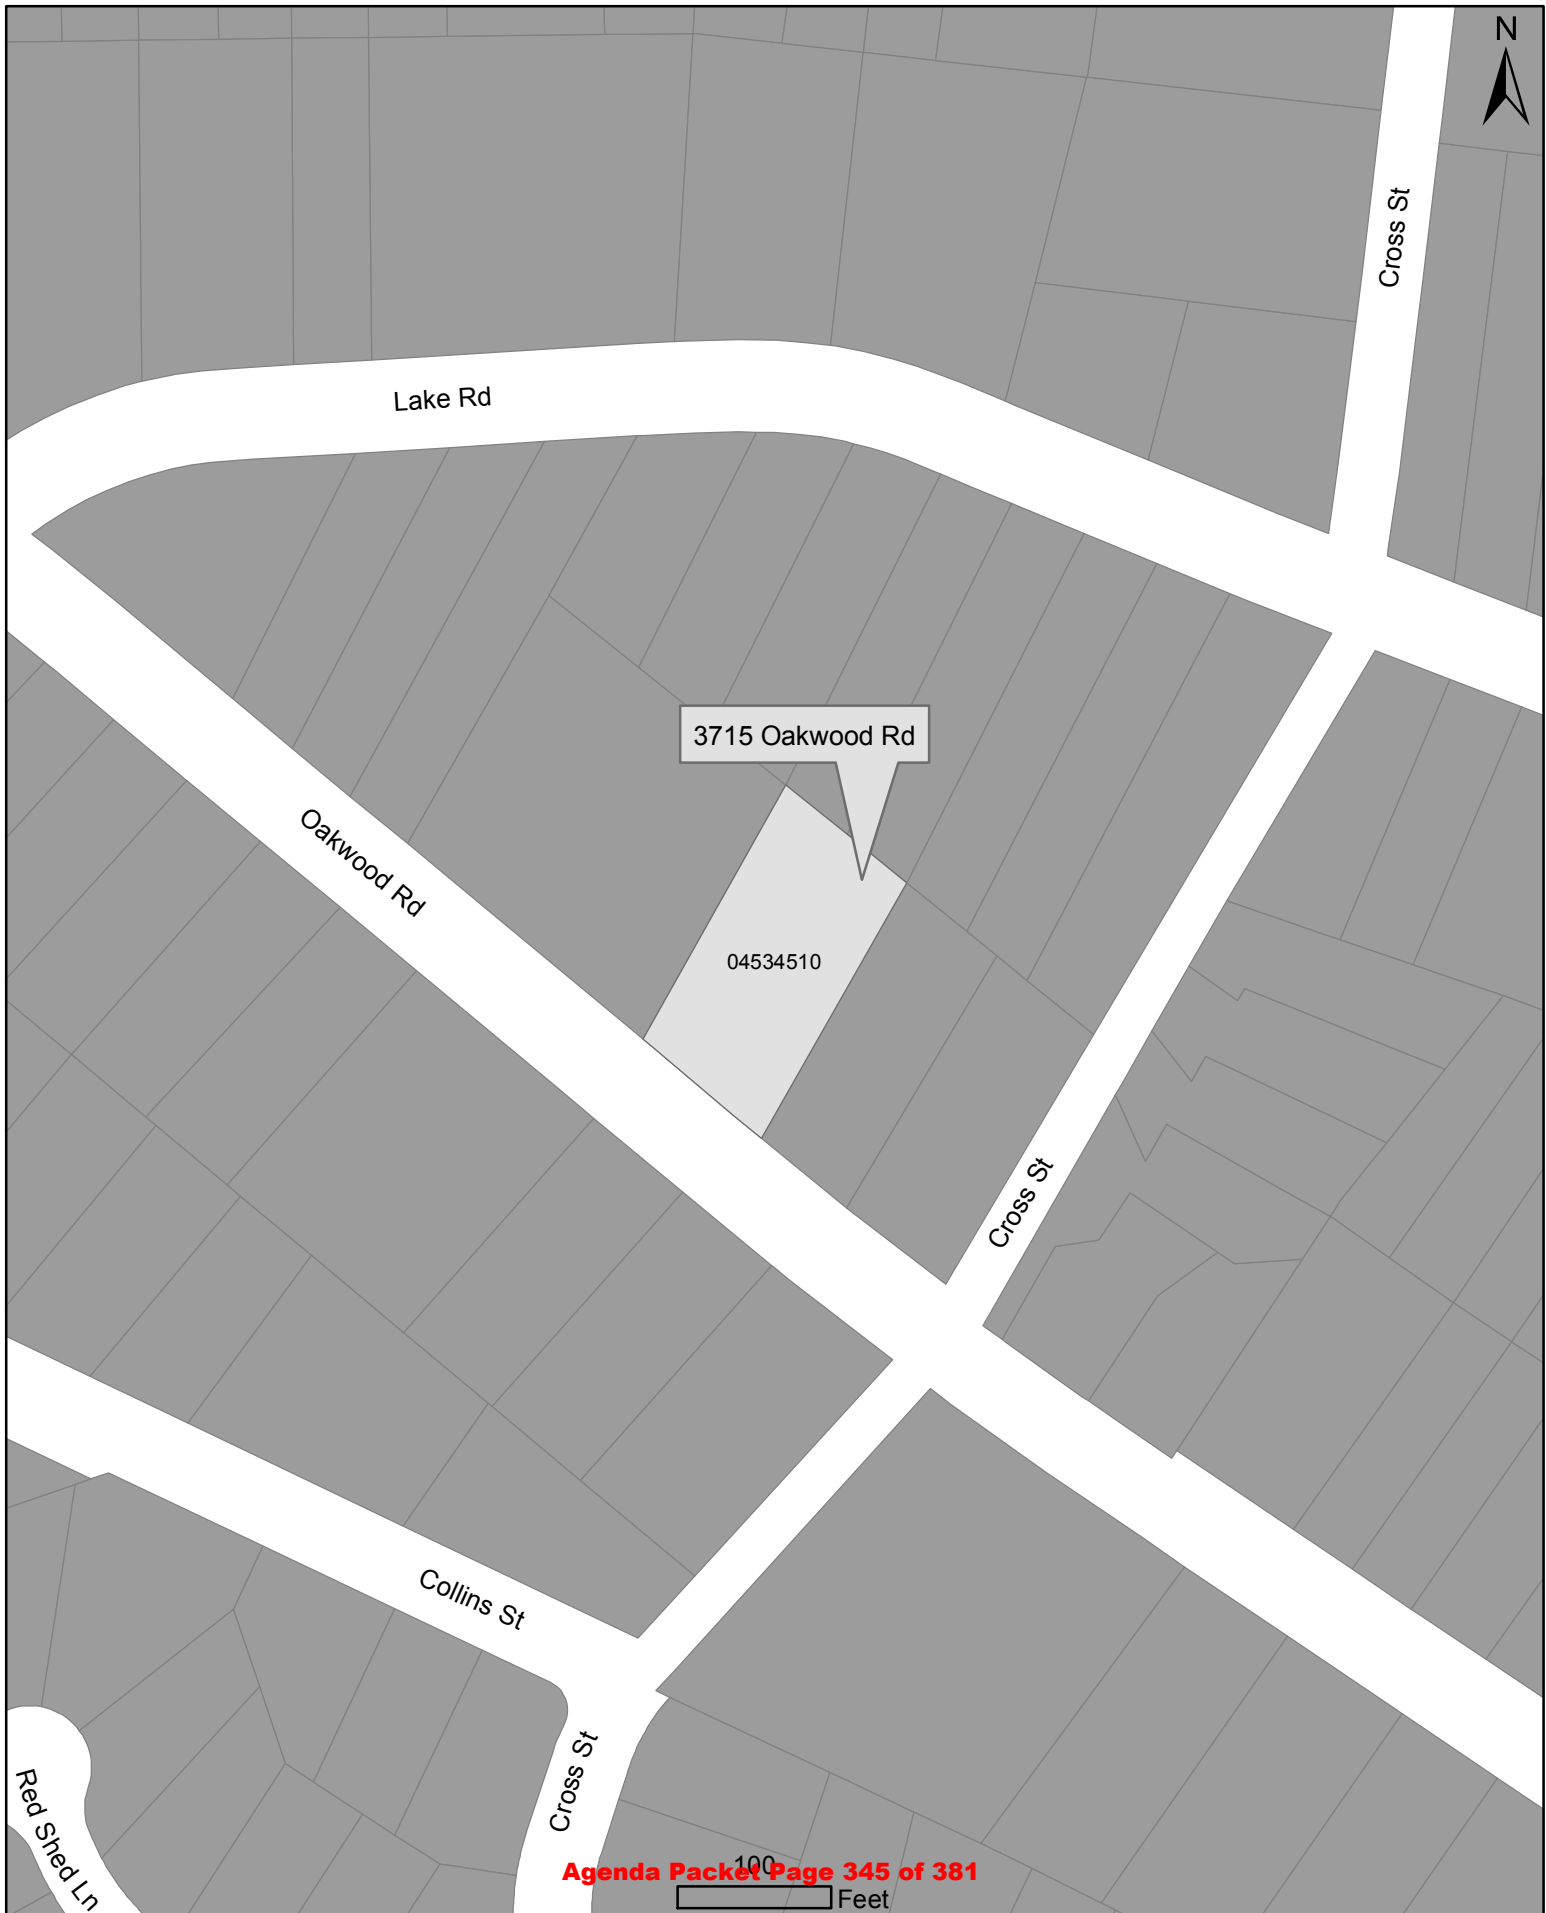 N
Cross St
Lake Rd
3715 Oakwood Rd
Oakwood Rd
04534510
Cross St
Collins St
Cross St
Red Shed Ln
100
Agenda Packet Page 345 of 381
Feet